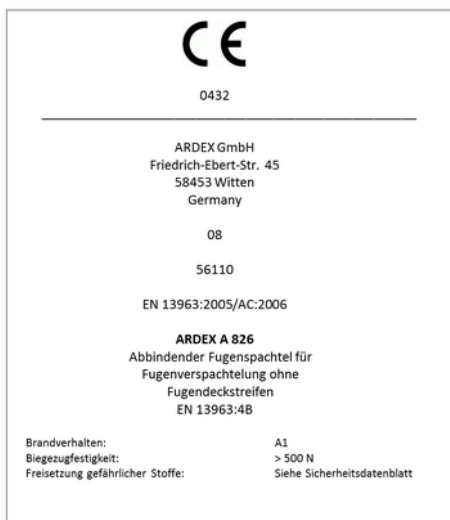 CE
0432
ARDEX GmbH
Friedrich-Ebert-Str. 45
58453 Witten
Germany
08
56110
EN 13963:2005/AC:2006
ARDEX A 826
Abbindender Fugenspachtel für
Fugenverspachtelung ohne
Fugendeckstreifen
EN 13963:4B
Brandverhalten: A1
Biegezugfestigkeit: > 500 N
Freisetzung gefährlicher Stoffe: Siehe Sicherheitsdatenblatt